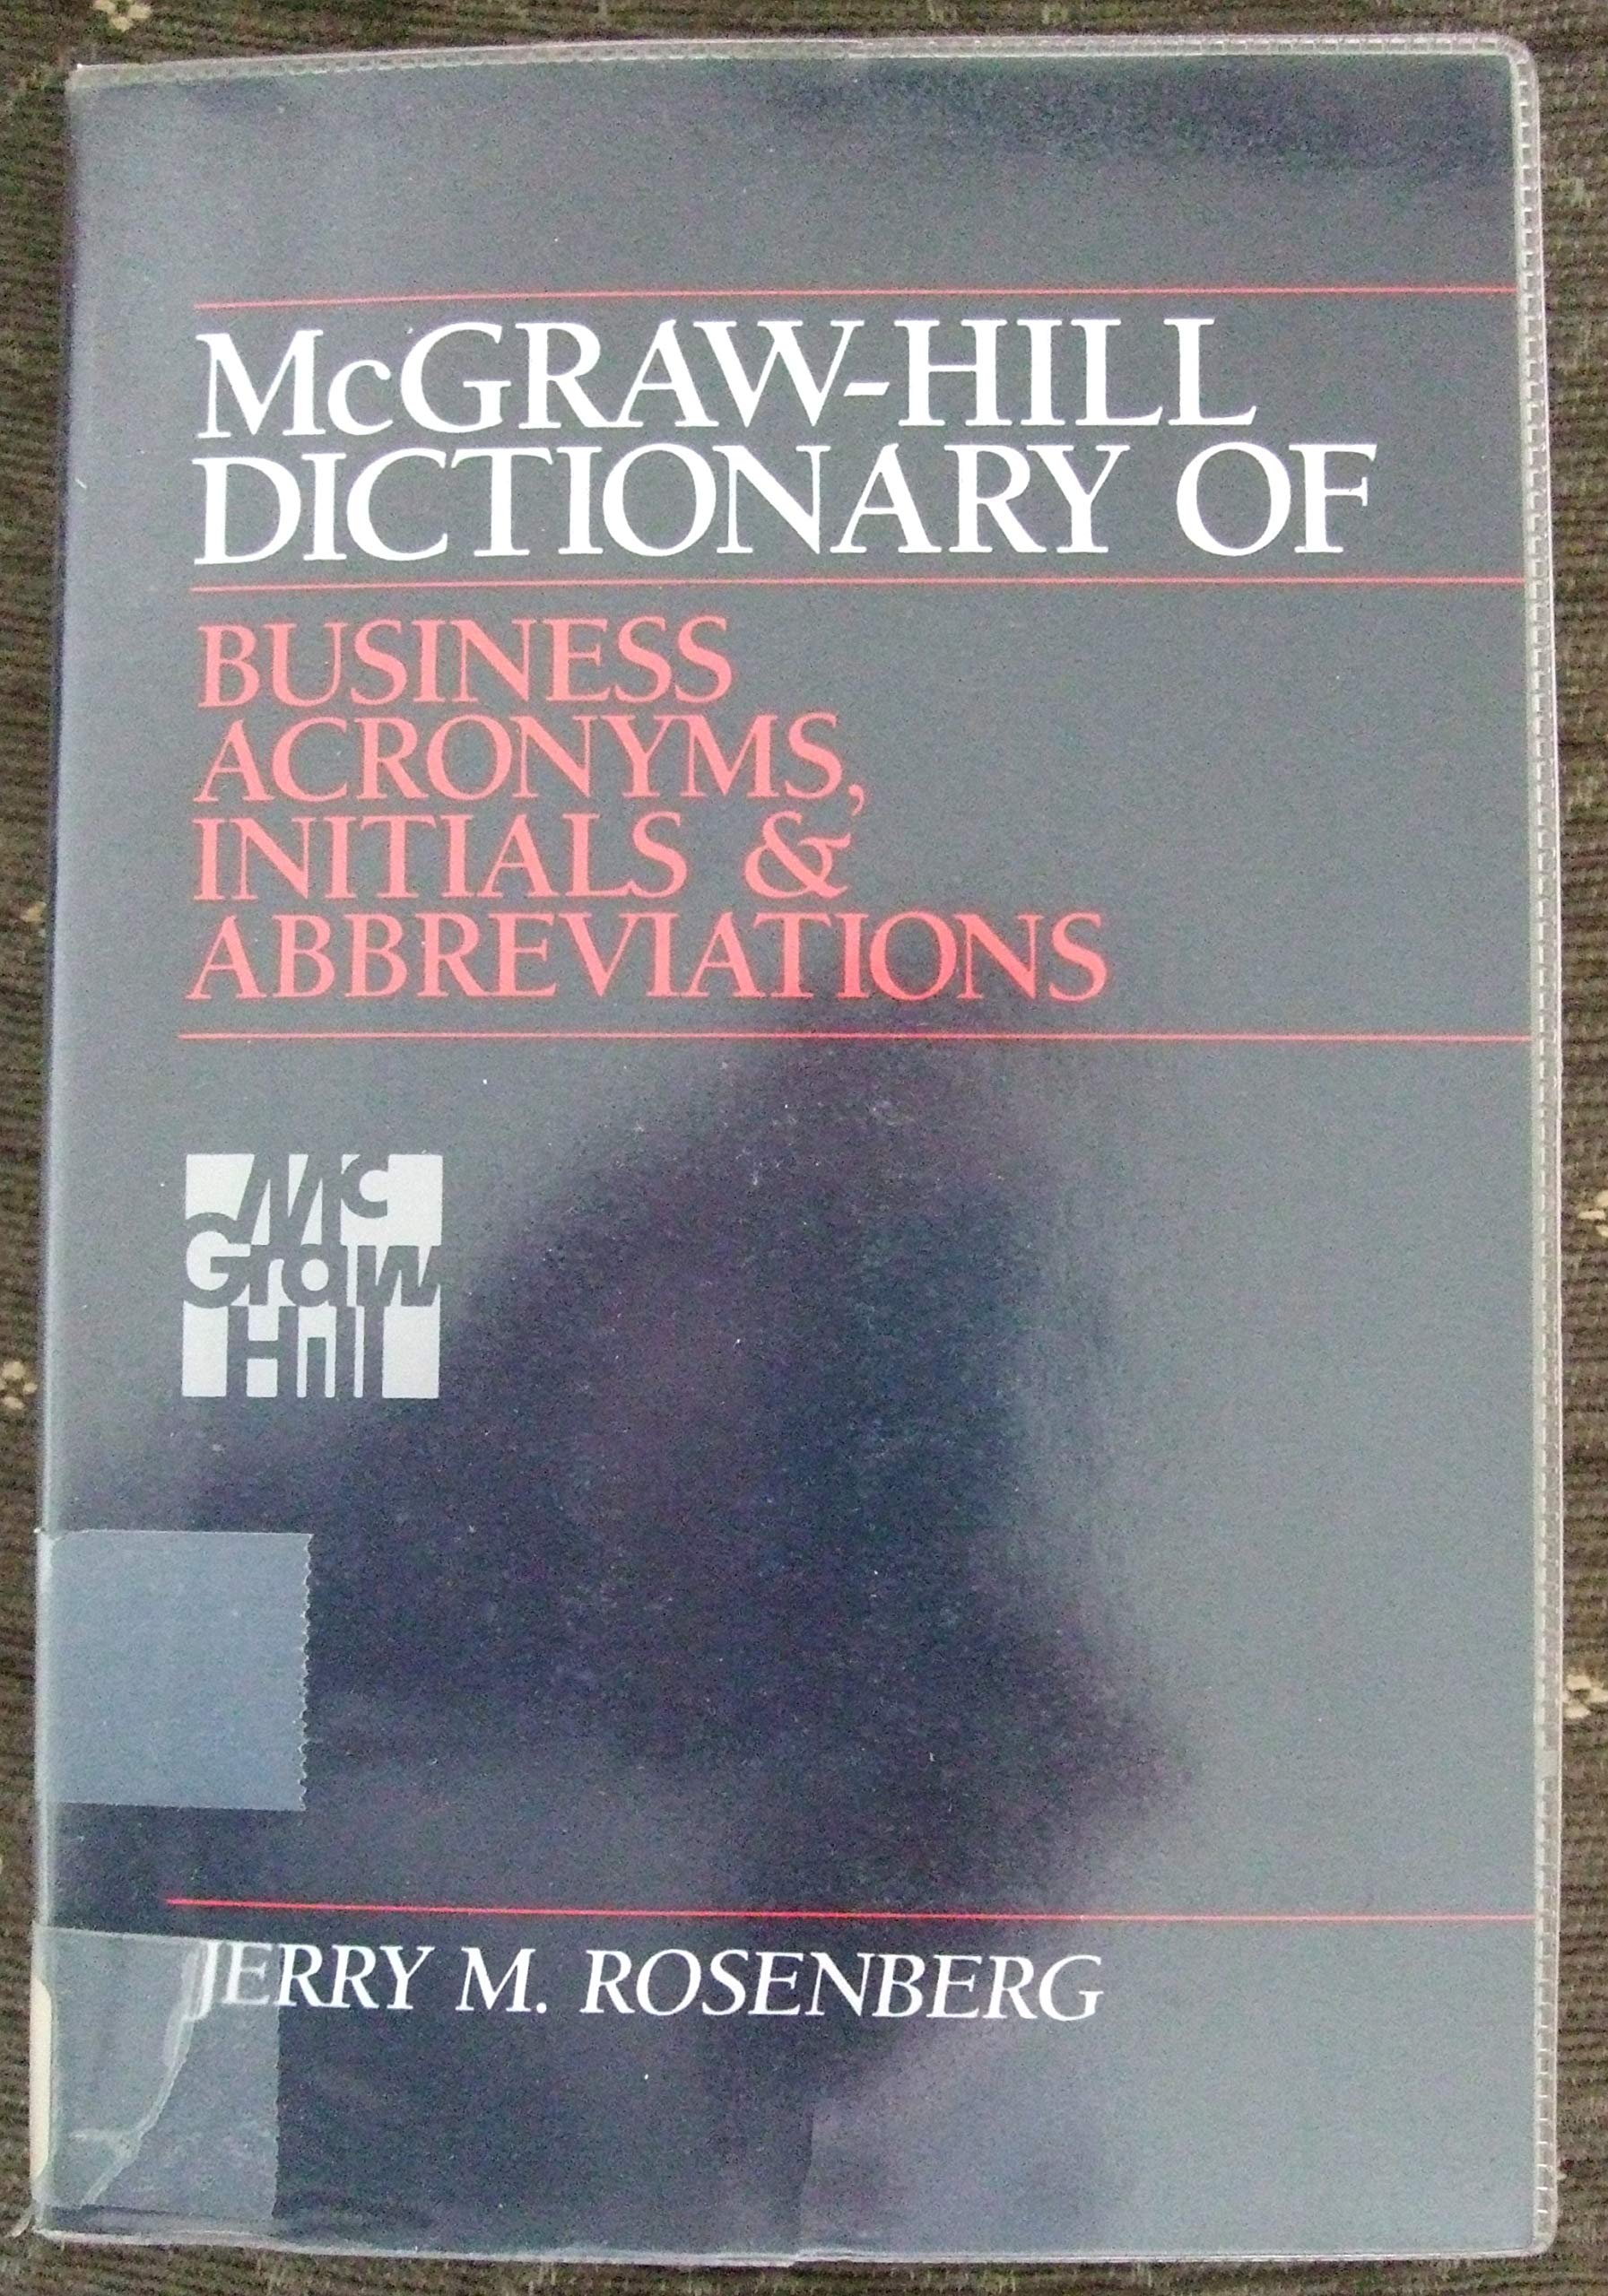 McGRAW-HILL
DICTIONARY OF
BUSINESS
ACRONYMS,
INITIALS &
ABBREVIATIONS
Mc
Graw
Hill
JERRY M. ROSENBERG